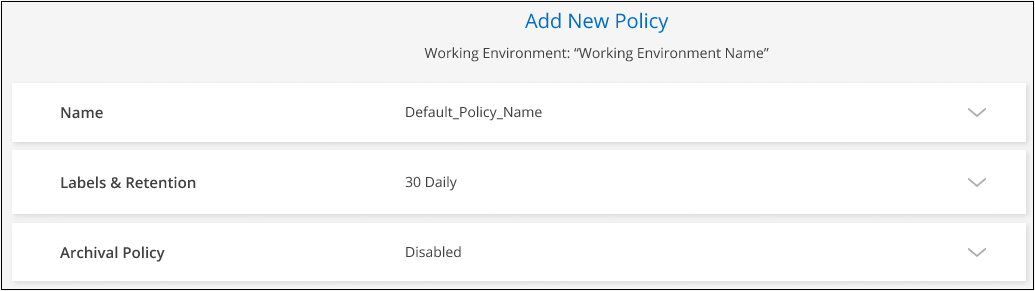 Add New Policy
Working Environment: “Working Environment Name”
Name Default_Policy_Name
Labels & Retention 30 Daily
Archival Policy Disabled